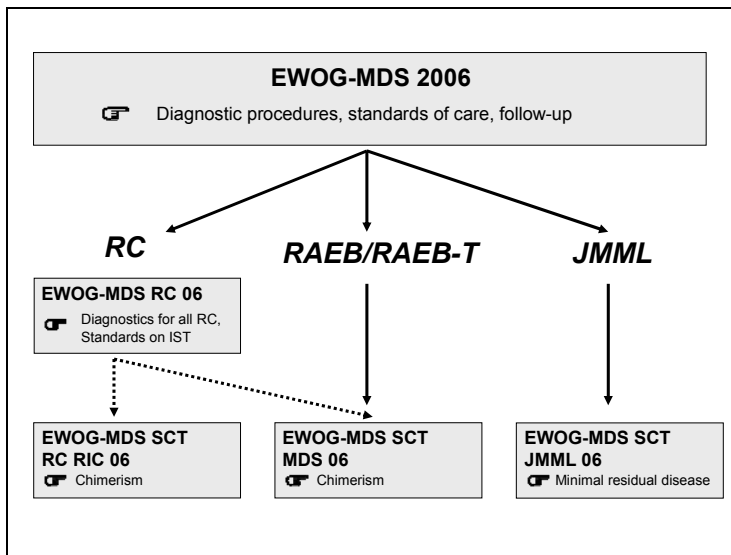 EWOG-MDS 2006
Diagnostic procedures, standards of care, follow-up
RC
RAEB/RAEB-T
JMML
EWOG-MDS RC 06
Diagnostics for all RC,
Standards on IST
EWOG-MDS SCT
RC RIC 06
Chimerism
EWOG-MDS SCT
MDS 06
Chimerism
EWOG-MDS SCT
JMML 06
Minimal residual disease